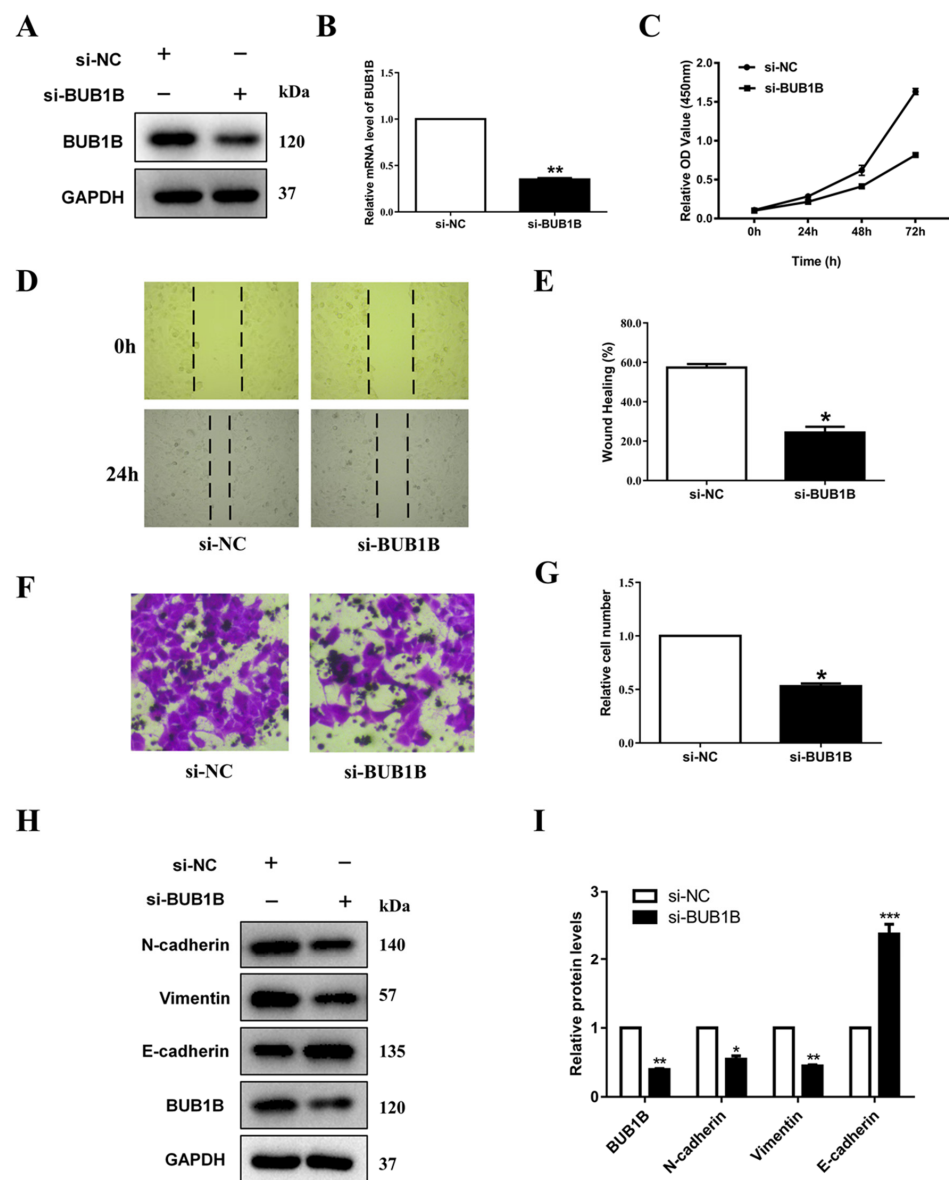 A
si-NC + −
si-BUB1B − + kDa
BUB1B 120
GAPDH 37
B
Relative mRNA level of BUB1B
1.5
1.0
0.5
0.0
**
si-NC si-BUB1B
C
Relative OD Value (450nm)
2.0
1.5
1.0
0.5
0.0
si-NC
si-BUB1B
0h 24h 48h 72h
Time (h)
D
0h
24h
si-NC si-BUB1B
E
Wound Healing (%)
80.0
60.0
40.0
20.0
0.0
*
si-NC si-BUB1B
F
si-NC si-BUB1B
G
Relative cell number
1.5
1.0
0.5
0.0
*
si-NC si-BUB1B
H
si-NC + −
si-BUB1B − + kDa
N-cadherin 140
Vimentin 57
E-cadherin 135
BUB1B 120
GAPDH 37
I
Relative protein levels
3
2
1
0
si-NC
si-BUB1B
** * ** ***
BUB1B N-cadherin Vimentin E-cadherin